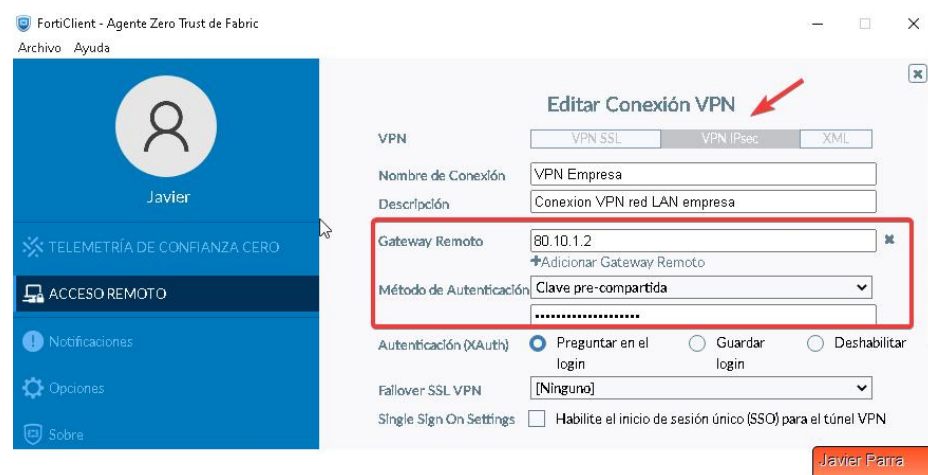 FortiClient - Agente Zero Trust de Fabric
Archivo Ayuda
Editar Conexión VPN
VPN VPN SSL VPN IPsec XML
Nombre de Conexión VPN Empresa
Javier
Descripción Conexion VPN red LAN empresa
TELEMETRÍA DE CONFIANZA CERO
Gateway Remoto 80.10.1.2
Adicionar Gateway Remoto
ACCESO REMOTO
Método de Autenticación Clave pre-compartida
Notificaciones
Autenticación (XAuth) Preguntar en el login Guardar login Deshabilitar
Opciones
Failover SSL VPN [Ninguno]
Single Sign On Settings Habilite el inicio de sesión único (SSO) para el túnel VPN
Sobre
Javier Parra